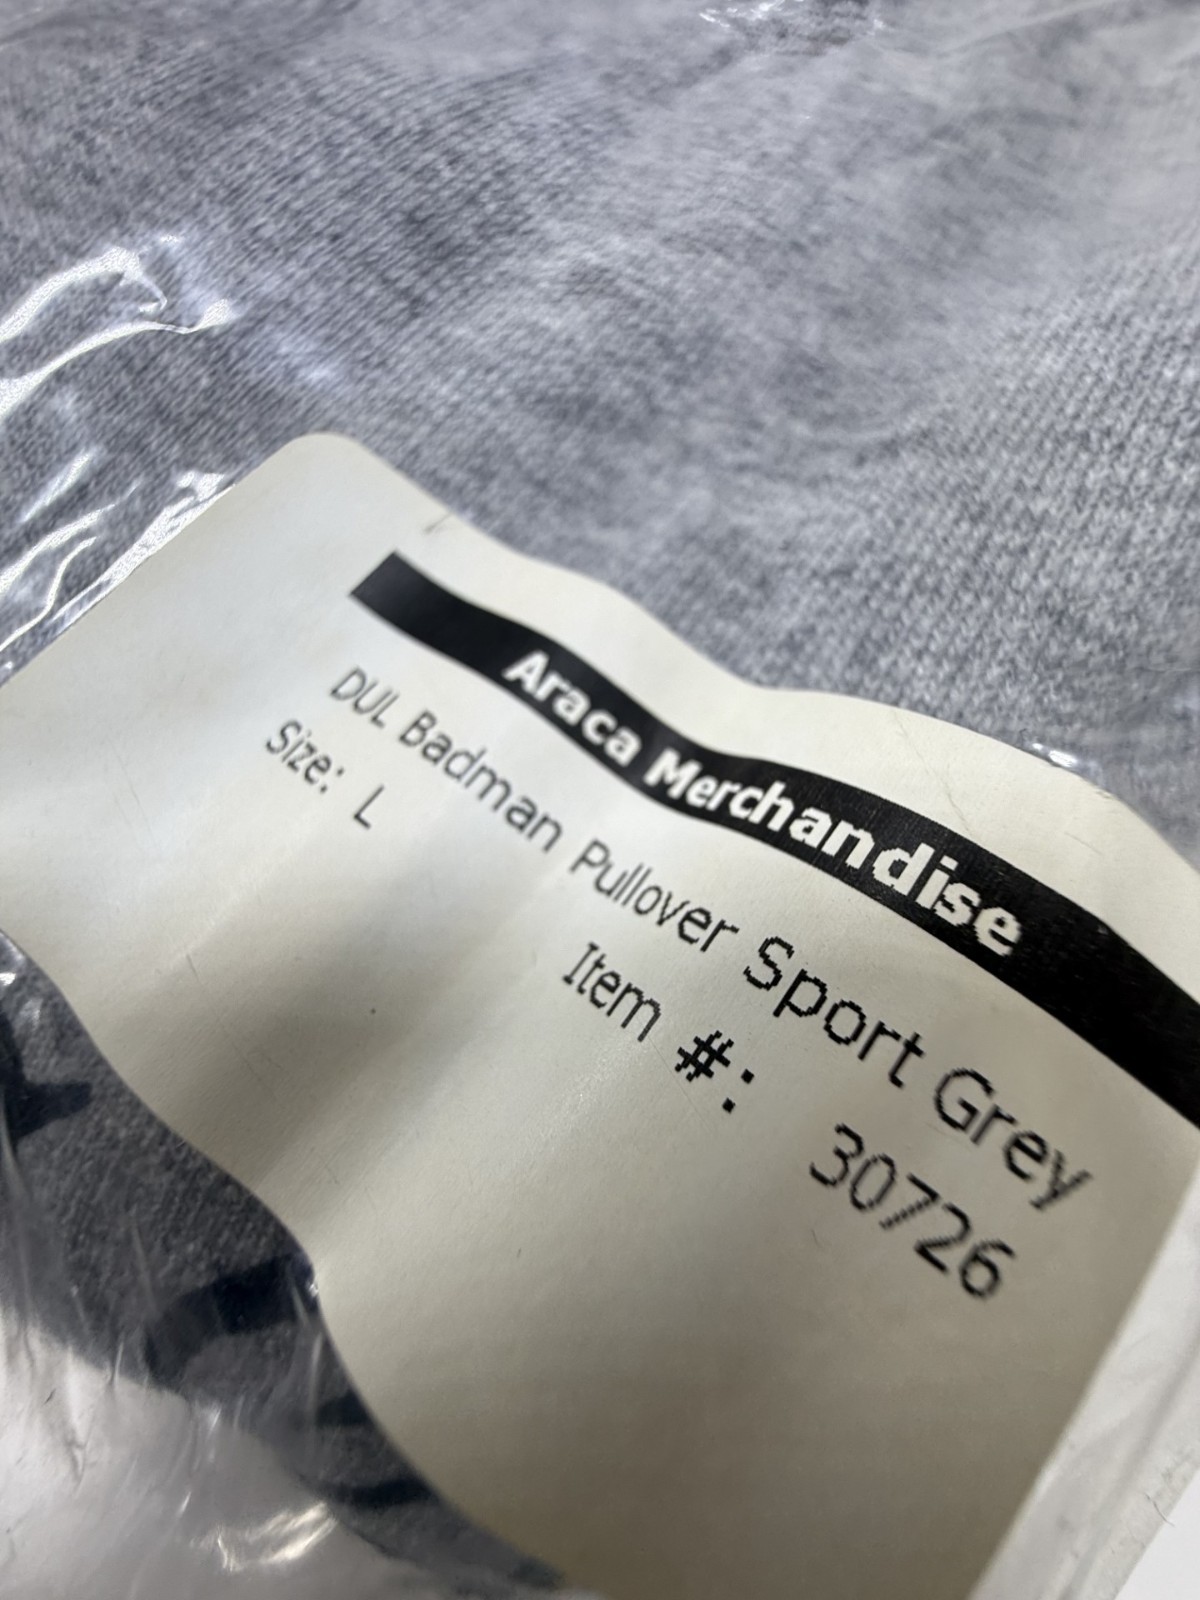 Araca Merchandise
DUL Badman Pullover Sport Grey
Size: L
Item #: 30726